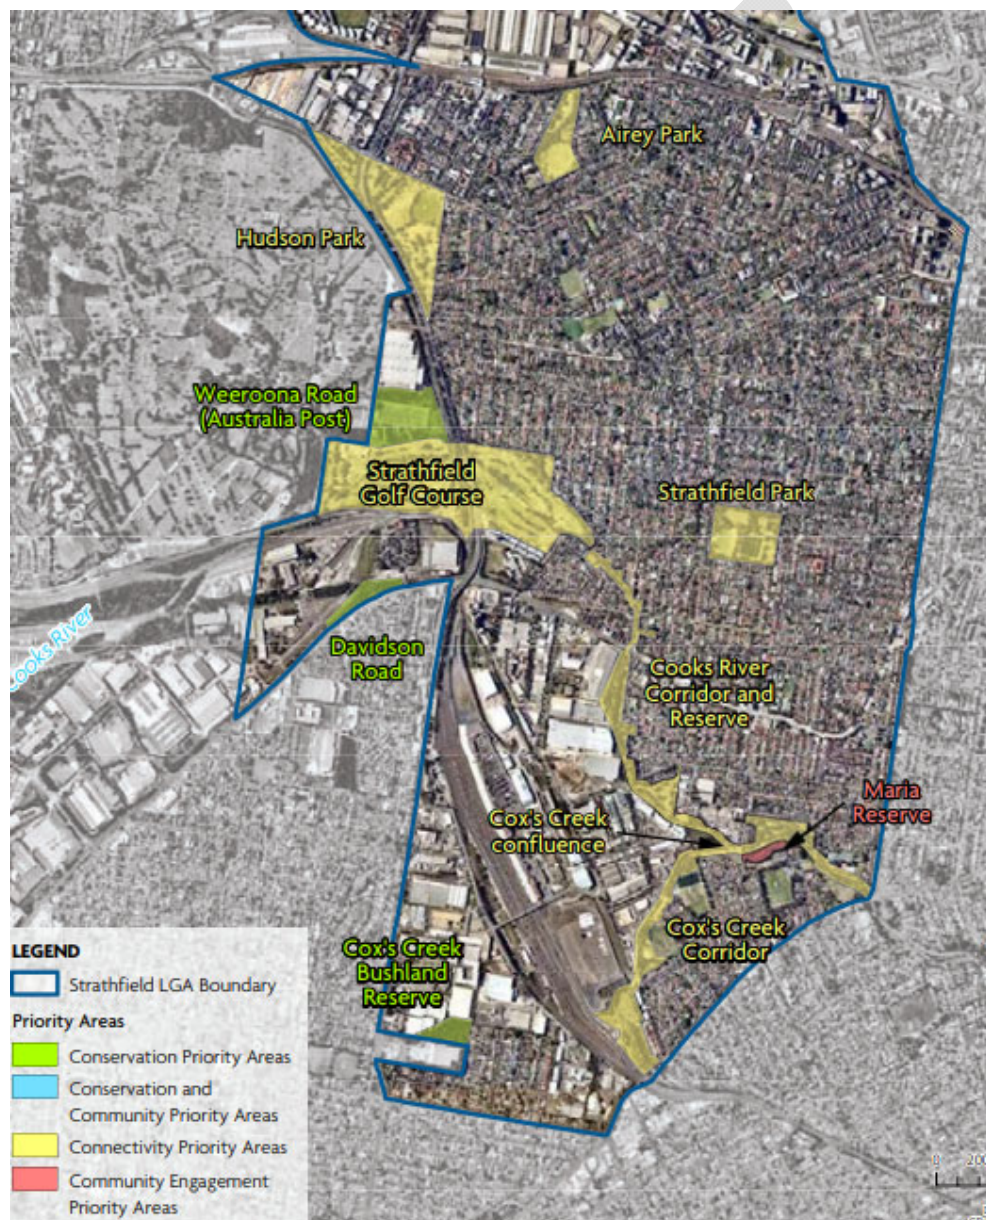 Airey Park
Hudson Park
Weeroona Road
(Australia Post)
Strathfield
Golf Course
Strathfield Park
Cooks River
Davidson
Road
Cooks River
Corridor and
Reserve
Maria
Reserve
Cox's Creek
confluence
Cox's Creek
Corridor
Cox's Creek
Bushland
Reserve
LEGEND
Strathfield LGA Boundary
Priority Areas
Conservation Priority Areas
Conservation and
Community Priority Areas
Connectivity Priority Areas
Community Engagement
Priority Areas
0